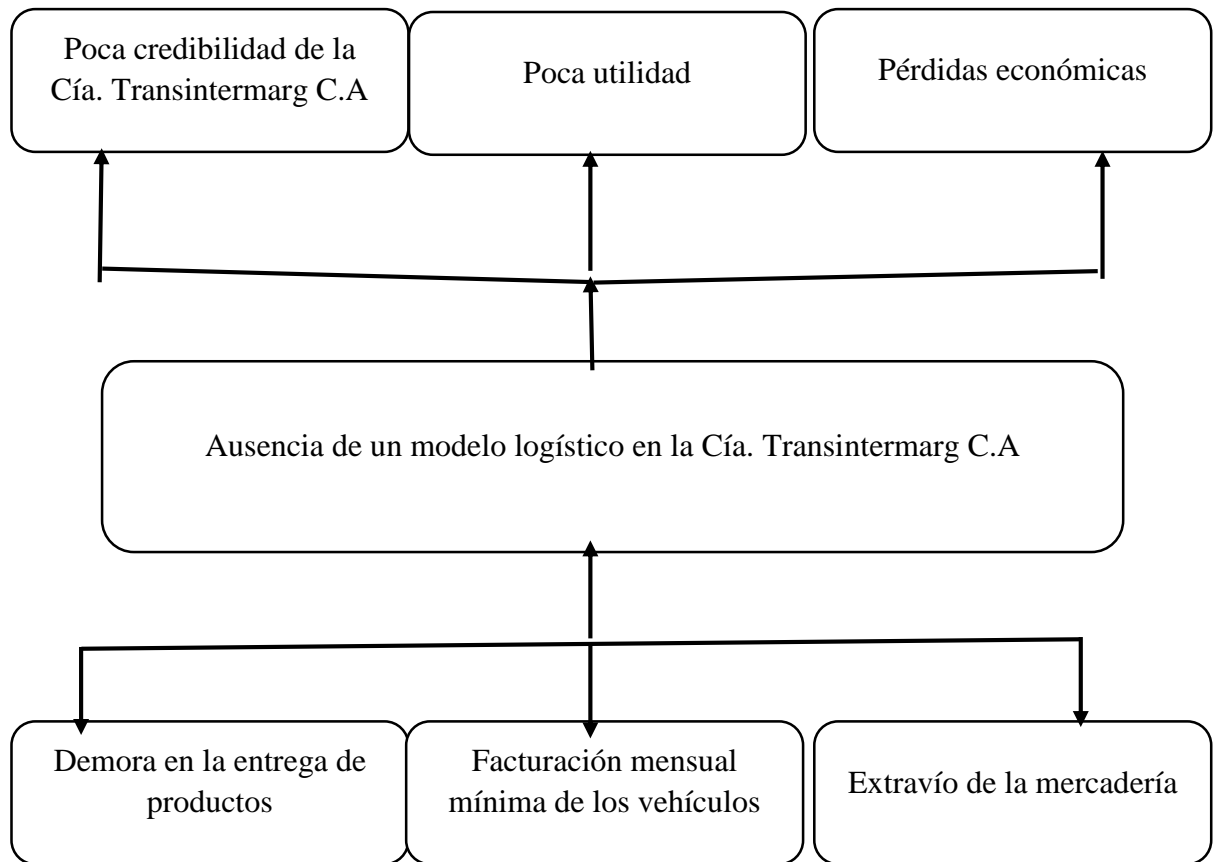 Poca credibilidad de la
Cía. Transintermarg C.A
Poca utilidad
Pérdidas económicas
Ausencia de un modelo logístico en la Cía. Transintermarg C.A
Demora en la entrega de
productos
Facturación mensual
mínima de los vehículos
Extravío de la mercadería